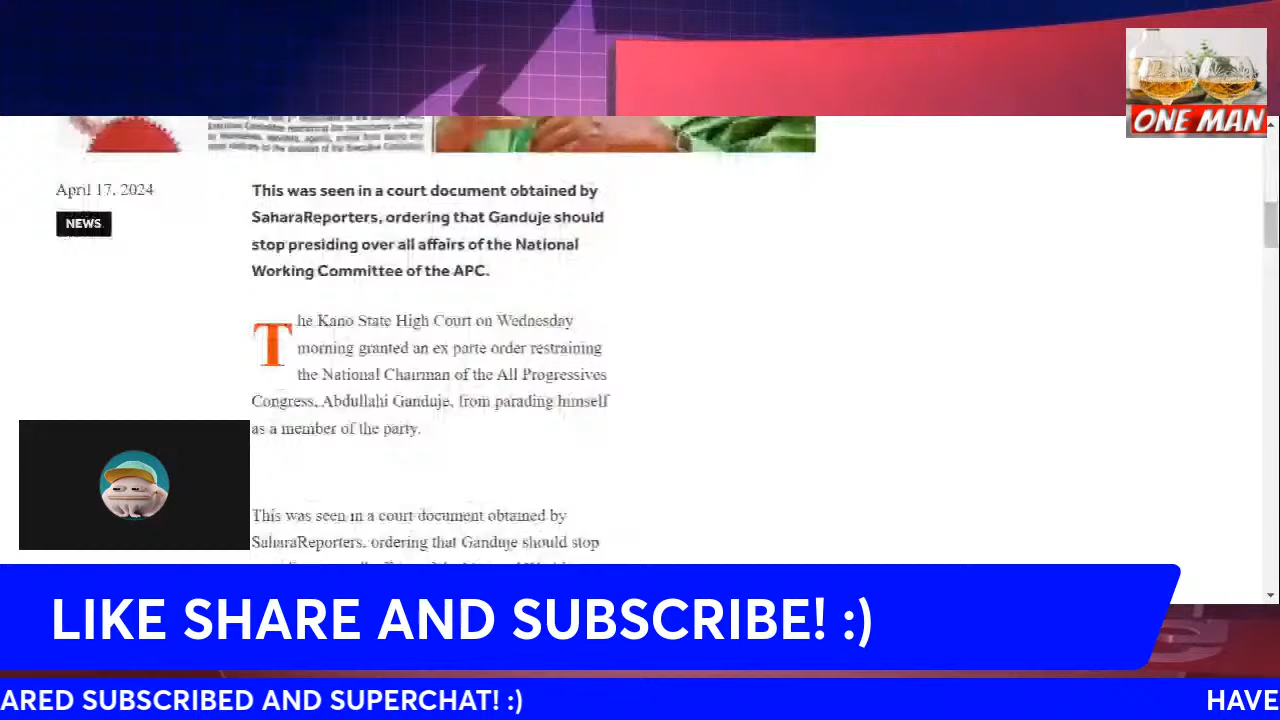 ONE MAN
April 17, 2024
NEWS
This was seen in a court document obtained by
SaharaReporters, ordering that Ganduje should
stop presiding over all affairs of the National
Working Committee of the APC.
The Kano State High Court on Wednesday
morning granted an ex parte order restraining
the National Chairman of the All Progressives
Congress, Abdullahi Ganduje, from parading himself
as a member of the party.
This was seen in a court document obtained by
SaharaReporters, ordering that Ganduje should stop
LIKE SHARE AND SUBSCRIBE! :)
ARED SUBSCRIBED AND SUPERCHAT! :) HAVE